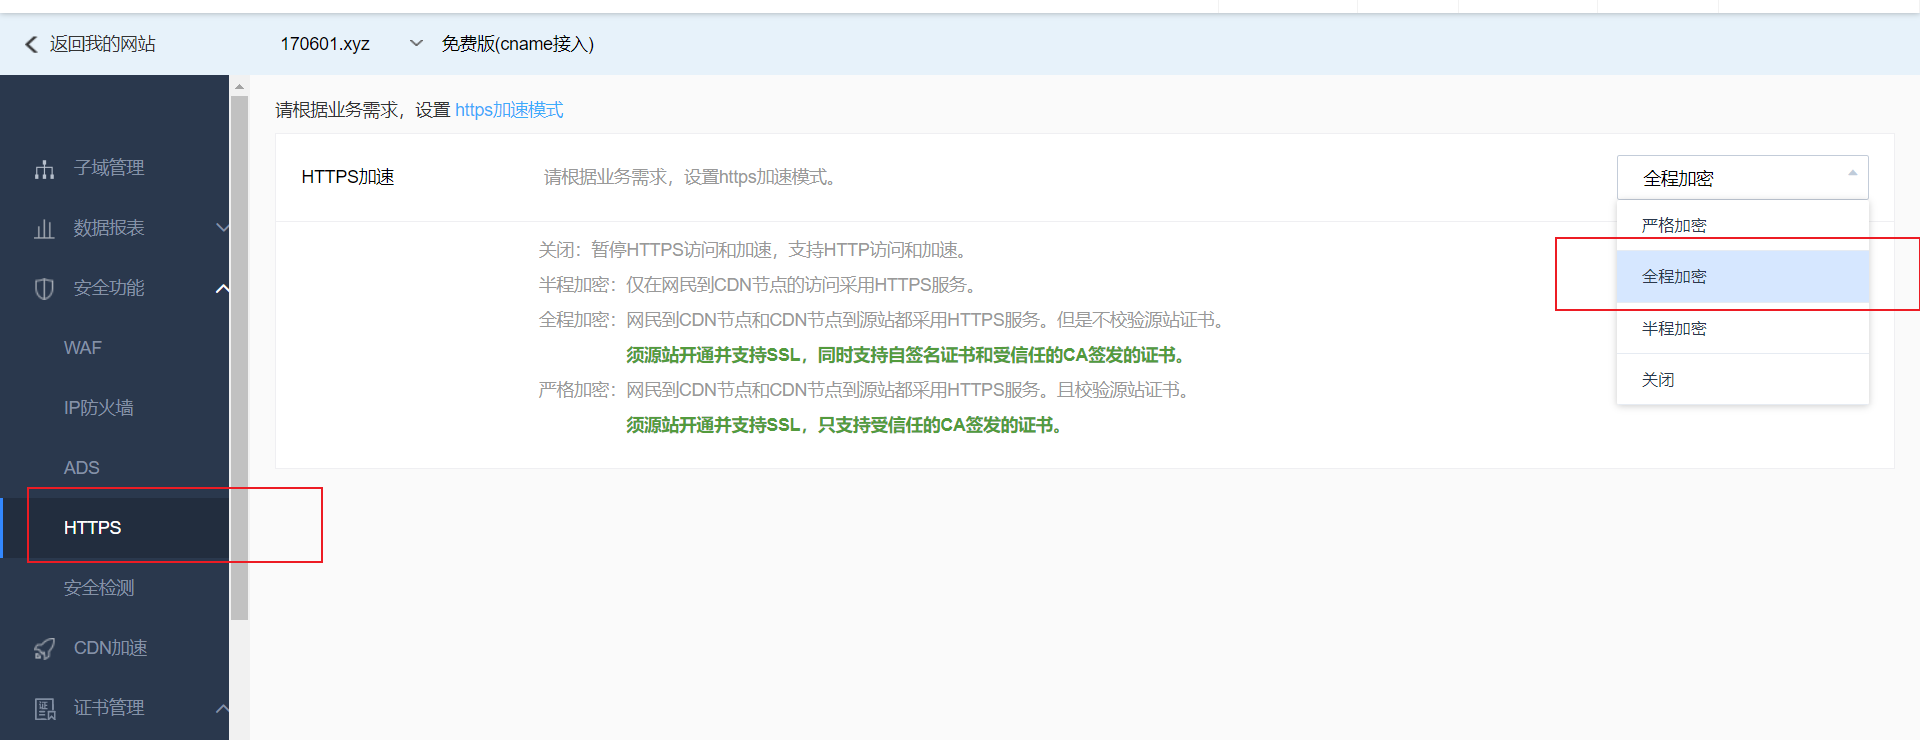 返回我的网站
170601.xyz
免费版(cname接入)
子域管理
数据报表
安全功能
WAF
IP防火墙
ADS
HTTPS
安全检测
CDN加速
证书管理
请根据业务需求，设置 https加速模式
HTTPS加速
请根据业务需求，设置https加速模式。
全程加密
严格加密
全程加密
半程加密
关闭
关闭：暂停HTTPS访问和加速，支持HTTP访问和加速。
半程加密：仅在网民到CDN节点的访问采用HTTPS服务。
全程加密：网民到CDN节点和CDN节点到源站都采用HTTPS服务。但是不校验源站证书。
须源站开通并支持SSL，同时支持自签名证书和受信任的CA签发的证书。
严格加密：网民到CDN节点和CDN节点到源站都采用HTTPS服务。且校验源站证书。
须源站开通并支持SSL，只支持受信任的CA签发的证书。